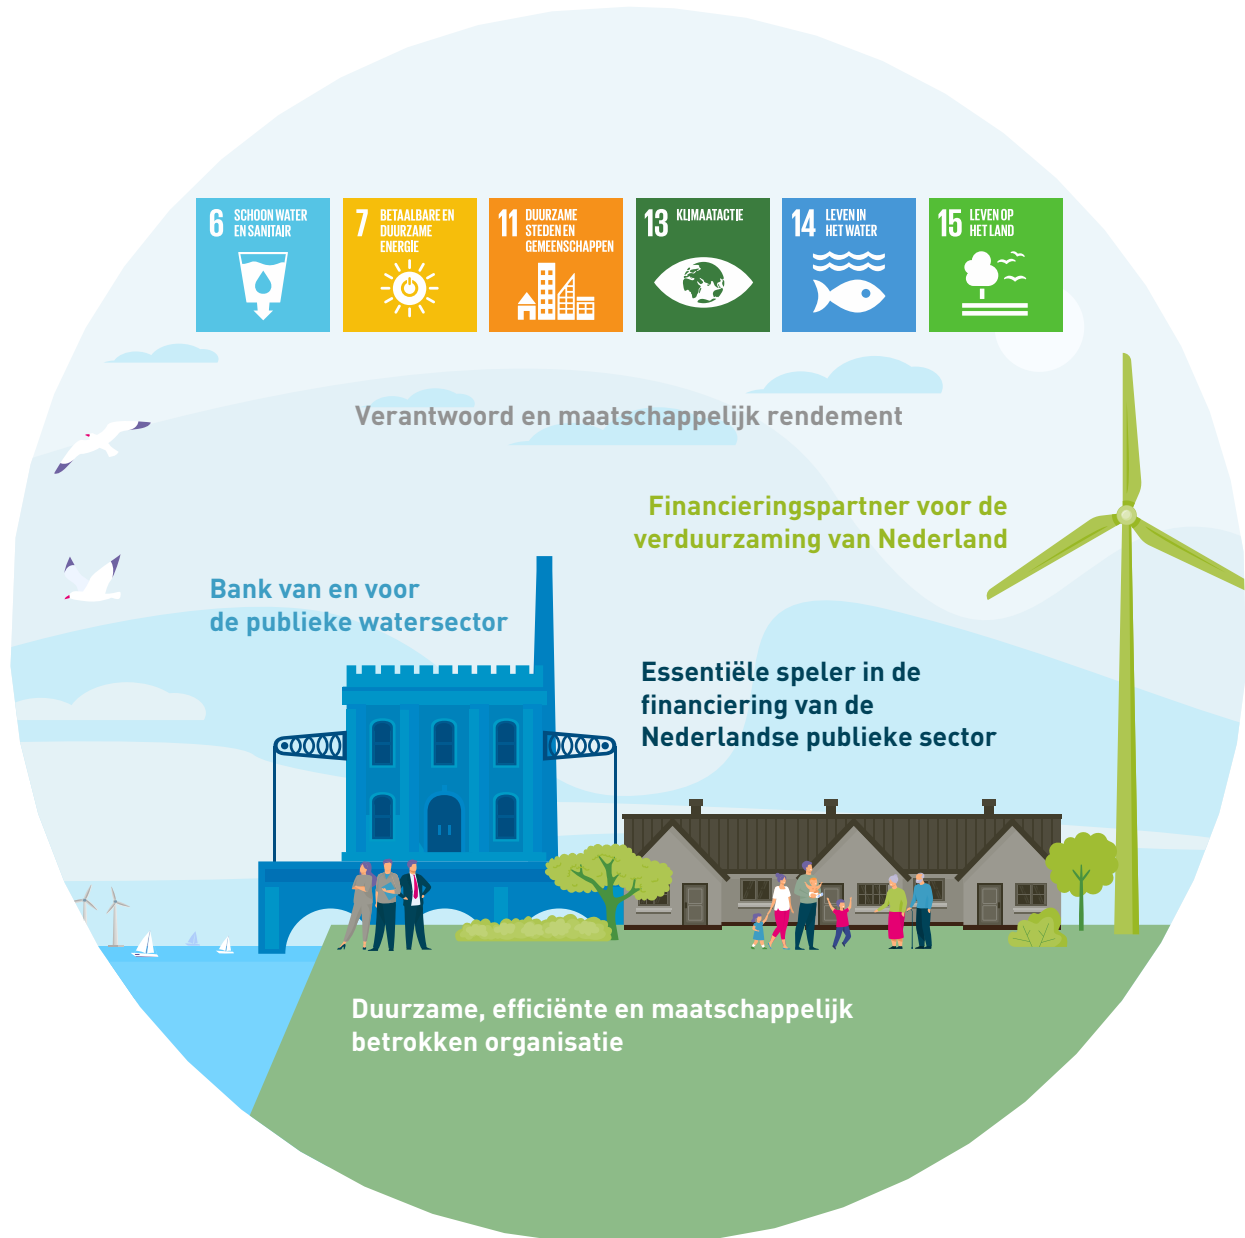 6 SCHOON WATER
EN SANITAIR
7 BETAALBARE EN
DUURZAME
ENERGIE
11 DUURZAME
STEDEN EN
GEMEENSCHAPPEN
13 KLIMAATACTIE
14 LEVEN IN
HET WATER
15 LEVEN OP
HET LAND
Verantwoord en maatschappelijk rendement
Financieringspartner voor de
verduurzaming van Nederland
Bank van en voor
de publieke watersector
Essentiële speler in de
financiering van de
Nederlandse publieke sector
Duurzame, efficiënte en maatschappelijk
betrokken organisatie